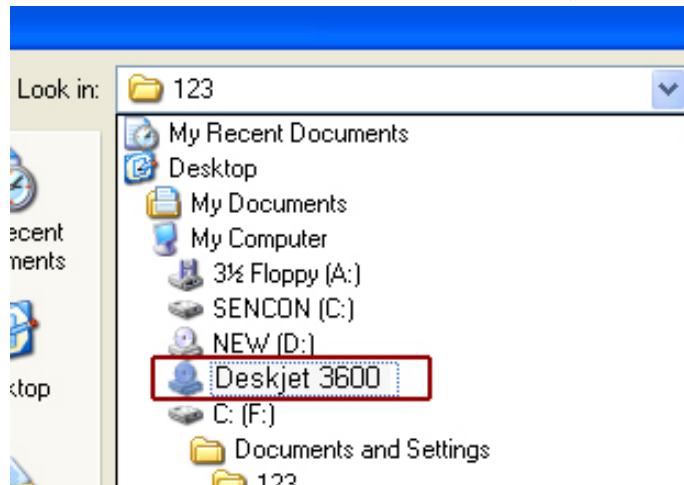 Look in: 123
My Recent Documents
Desktop
My Documents
My Computer
3½ Floppy (A:)
SENCON (C:)
NEW (D:)
Deskjet 3600
C: (F:)
Documents and Settings
123
ecent
ments
ktop